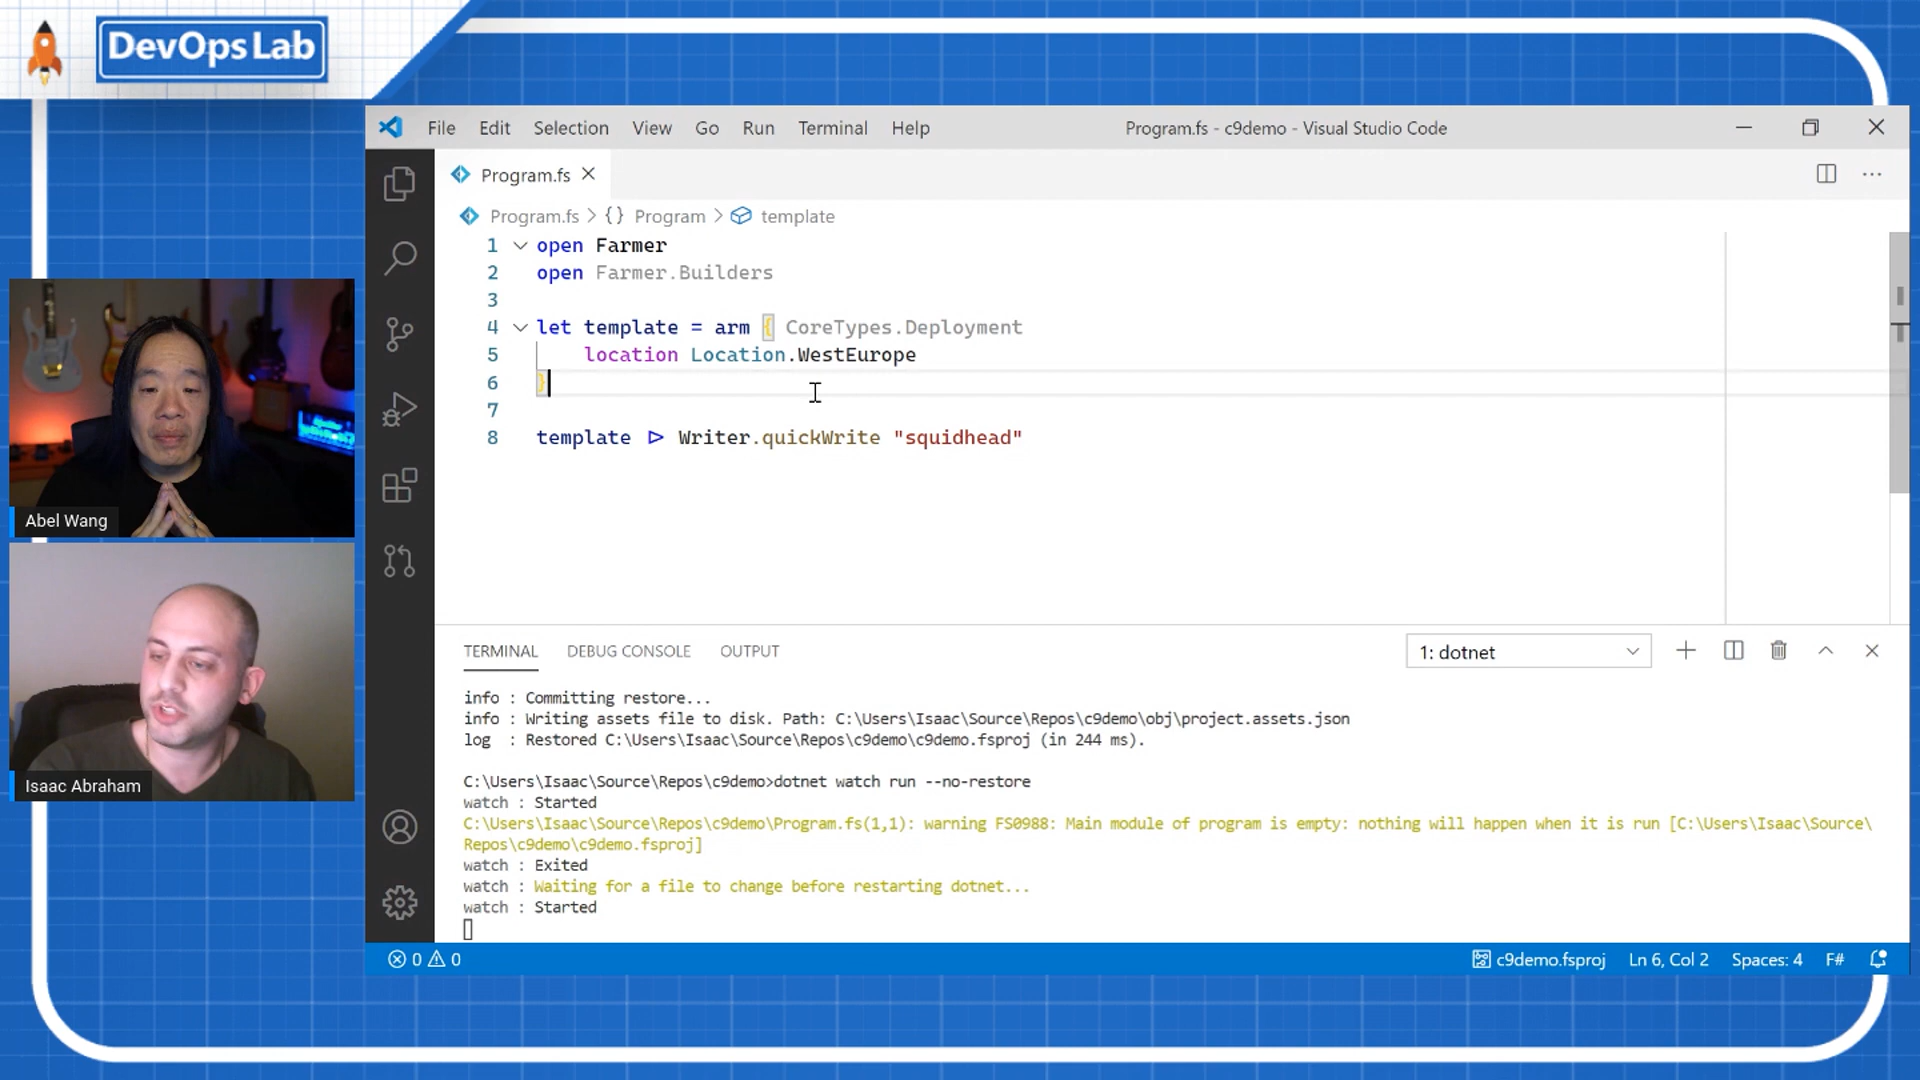 DevOps Lab
File Edit Selection View Go Run Terminal Help Program.fs - c9demo - Visual Studio Code
Program.fs
Program.fs > {} Program > template
1 open Farmer
2 open Farmer.Builders
3
4 let template = arm { CoreTypes.Deployment
5 location Location.WestEurope
6 }
7
8 template |> Writer.quickWrite "squidhead"
Abel Wang
Isaac Abraham
TERMINAL DEBUG CONSOLE OUTPUT 1: dotnet
info : Committing restore...
info : Writing assets file to disk. Path: C:\Users\Isaac\Source\Repos\c9demo\obj\project.assets.json
log : Restored C:\Users\Isaac\Source\Repos\c9demo\c9demo.fsproj (in 244 ms).
C:\Users\Isaac\Source\Repos\c9demo>dotnet watch run --no-restore
watch : Started
C:\Users\Isaac\Source\Repos\c9demo\Program.fs(1,1): warning FS0988: Main module of program is empty: nothing will happen when it is run [C:\Users\Isaac\Source\
Repos\c9demo\c9demo.fsproj]
watch : Exited
watch : Waiting for a file to change before restarting dotnet...
watch : Started
0 0 c9demo.fsproj Ln 6, Col 2 Spaces: 4 F#